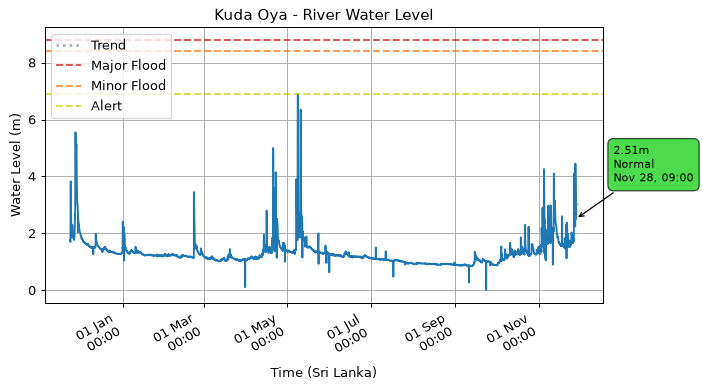 Kuda Oya - River Water Level
Trend
Major Flood
Minor Flood
Alert
Water Level (m)
8
6
4
2
0
2.51m
Normal
Nov 28, 09:00
01 Jan
00:00
01 Mar
00:00
01 May
00:00
01 Jul
00:00
01 Sep
00:00
01 Nov
00:00
Time (Sri Lanka)